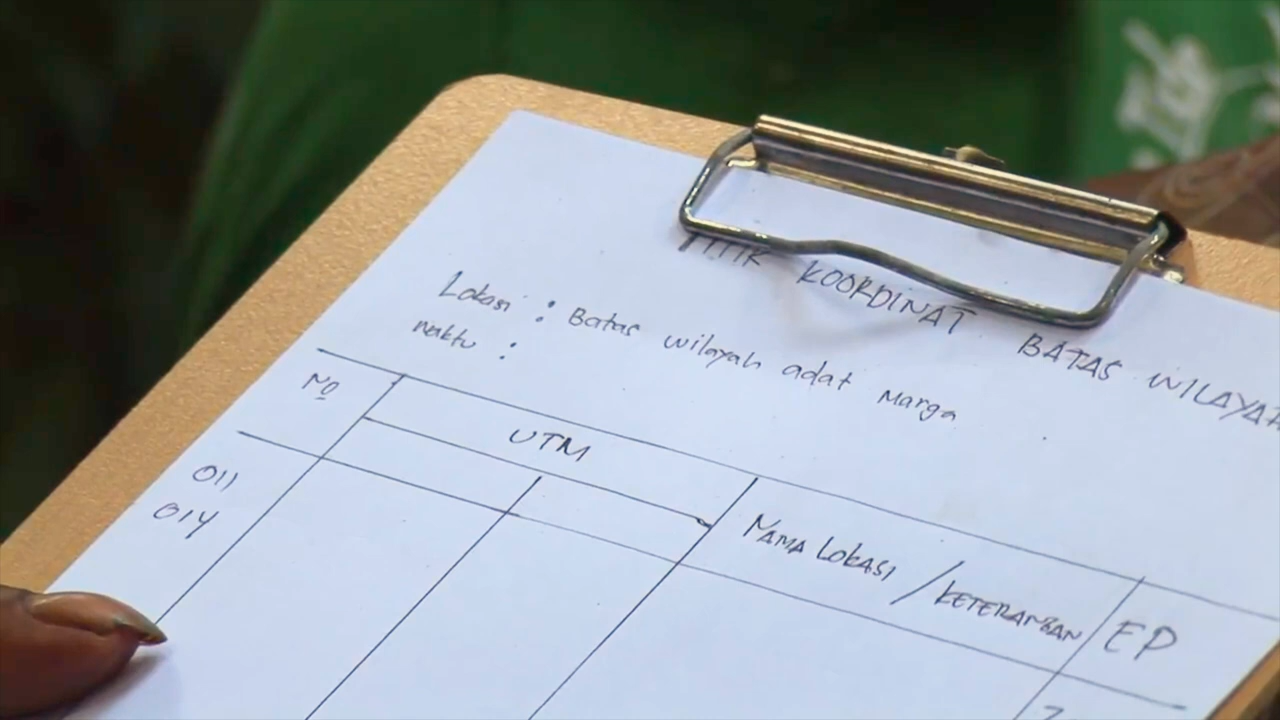 TITIK KOORDINAT BATAS WILAYAH
Lokasi : Batas wilayah adat Marga
waktu :
No
UTM
NAMA LOKASI / KETERANGAN
EP
011
014